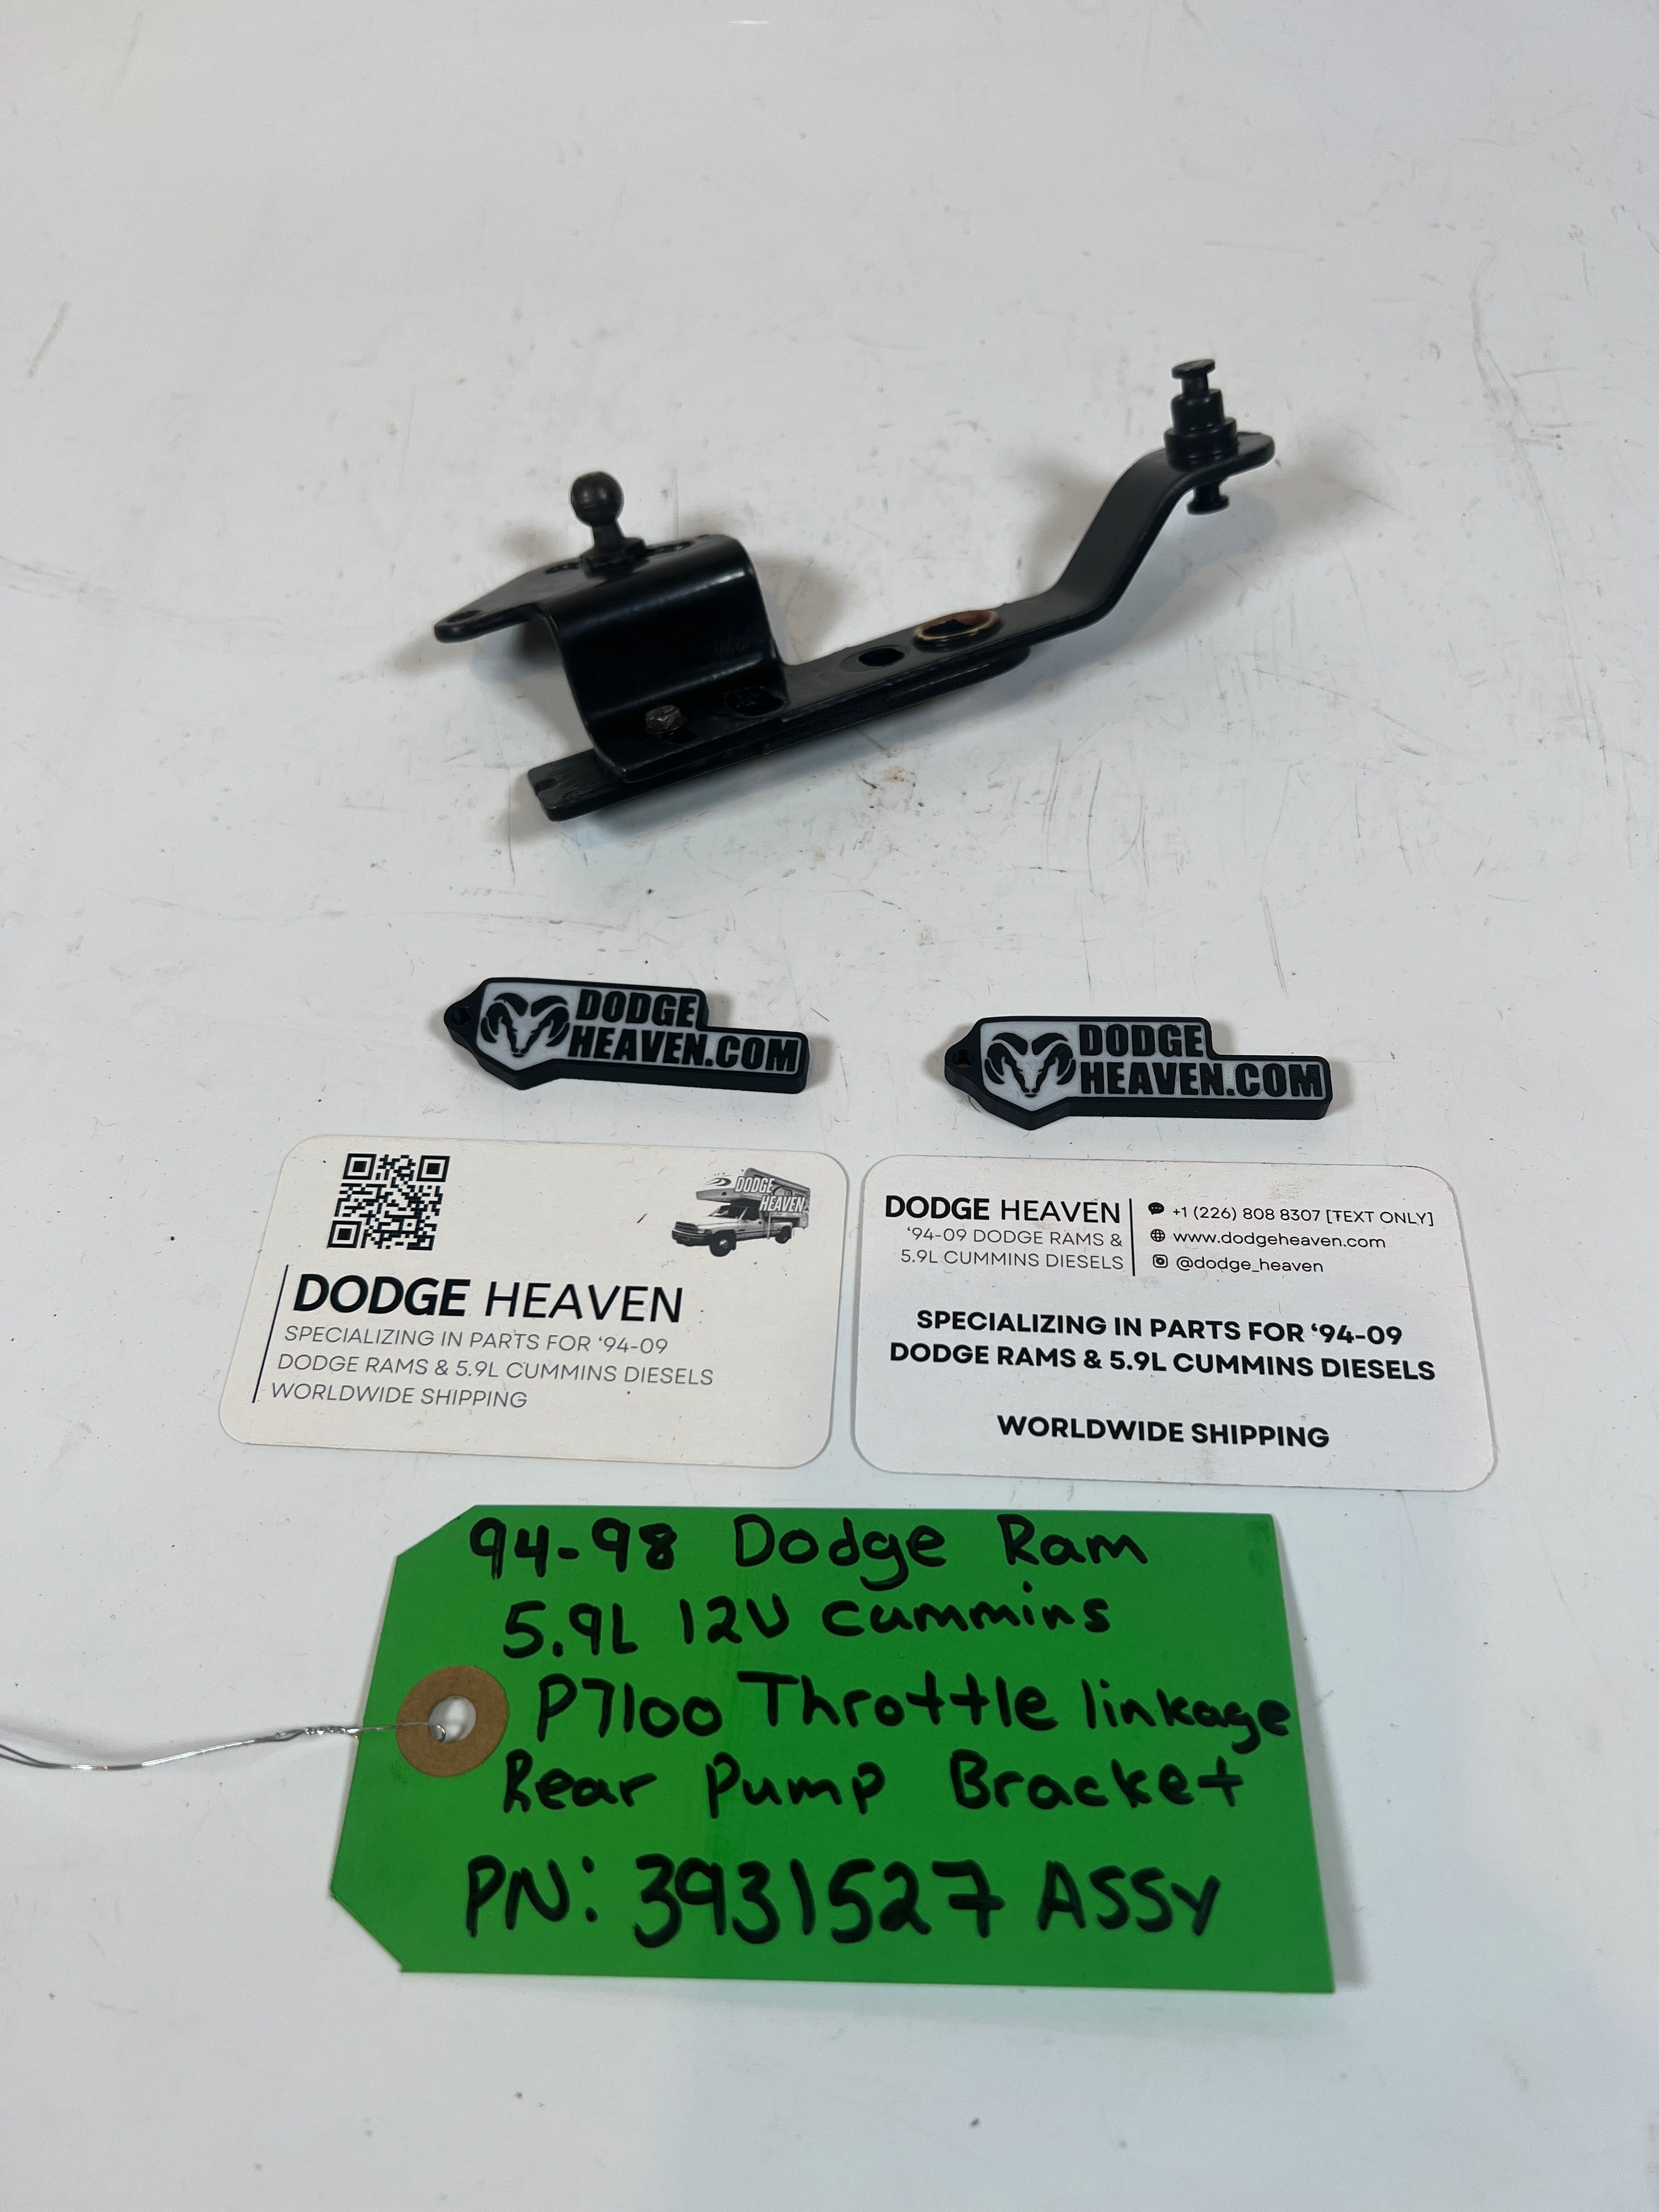 DODGE
HEAVEN.COM
DODGE
HEAVEN.COM
DODGE
HEAVEN
DODGE HEAVEN
SPECIALIZING IN PARTS FOR ‘94-09
DODGE RAMS & 5.9L CUMMINS DIESELS
WORLDWIDE SHIPPING
DODGE HEAVEN
‘94-09 DODGE RAMS &
5.9L CUMMINS DIESELS
+1 (226) 808 8307 [TEXT ONLY]
www.dodgeheaven.com
@dodge_heaven
SPECIALIZING IN PARTS FOR ‘94-09
DODGE RAMS & 5.9L CUMMINS DIESELS
WORLDWIDE SHIPPING
94-98 Dodge Ram
5.9L 12V Cummins
P7100 Throttle linkage
Rear Pump Bracket
PN: 3931527 ASSY